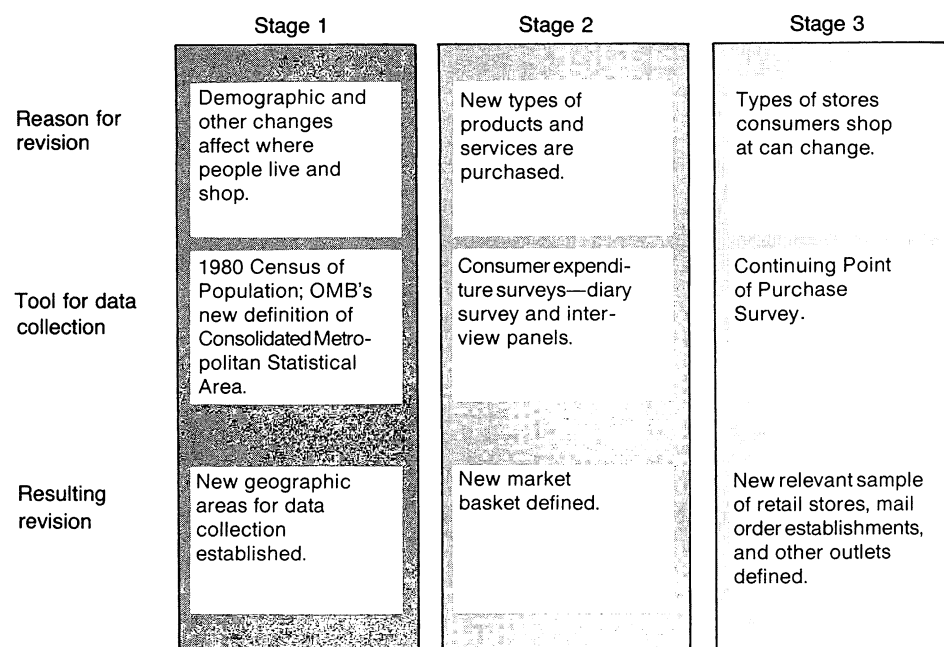 Stage 1
Stage 2
Stage 3
Reason for
revision
Demographic and
other changes
affect where
people live and
shop.
New types of
products and
services are
purchased.
Types of stores
consumers shop
at can change.
Tool for data
collection
1980 Census of
Population; OMB's
new definition of
Consolidated Metro-
politan Statistical
Area.
Consumer expendi-
ture surveys—diary
survey and inter-
view panels.
Continuing Point
of Purchase
Survey.
Resulting
revision
New geographic
areas for data
collection
established.
New market
basket defined.
New relevant sample
of retail stores, mail
order establishments,
and other outlets
defined.